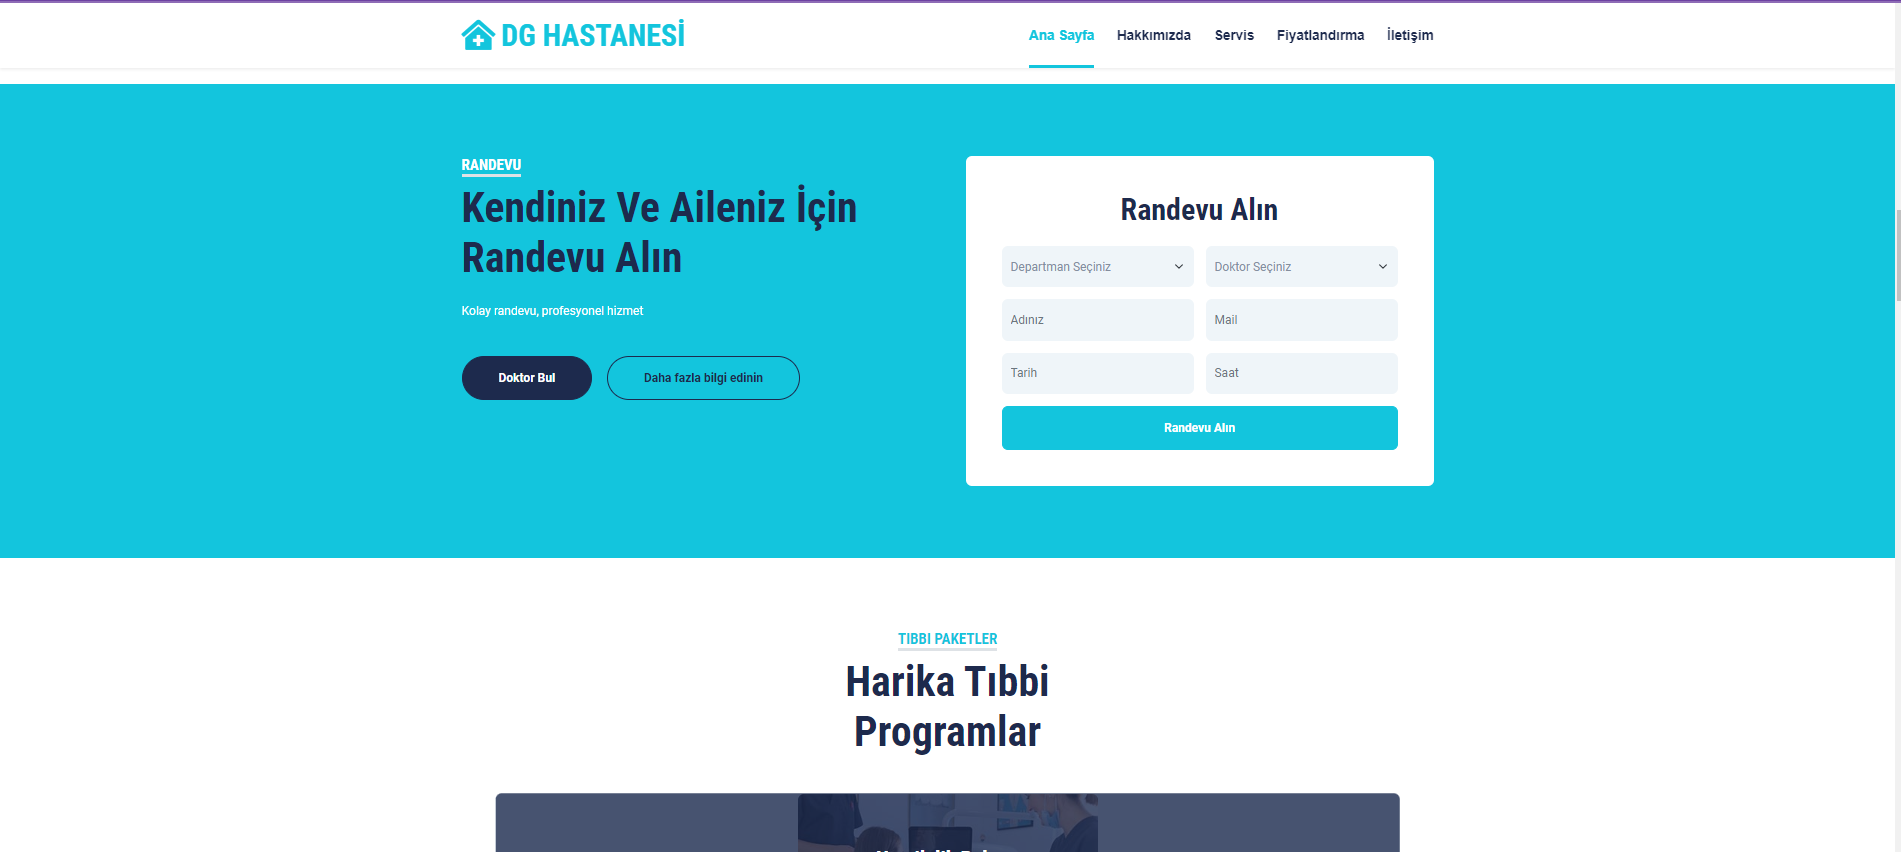 DG HASTANESİ
Ana Sayfa Hakkımızda Servis Fiyatlandırma İletişim
RANDEVU
Kendiniz Ve Aileniz İçin
Randevu Alın
Kolay randevu, profesyonel hizmet
Doktor Bul Daha fazla bilgi edinin
Randevu Alın
Departman Seçiniz Doktor Seçiniz
Adınız Mail
Tarih Saat
Randevu Alın
TIBBI PAKETLER
Harika Tıbbi
Programlar